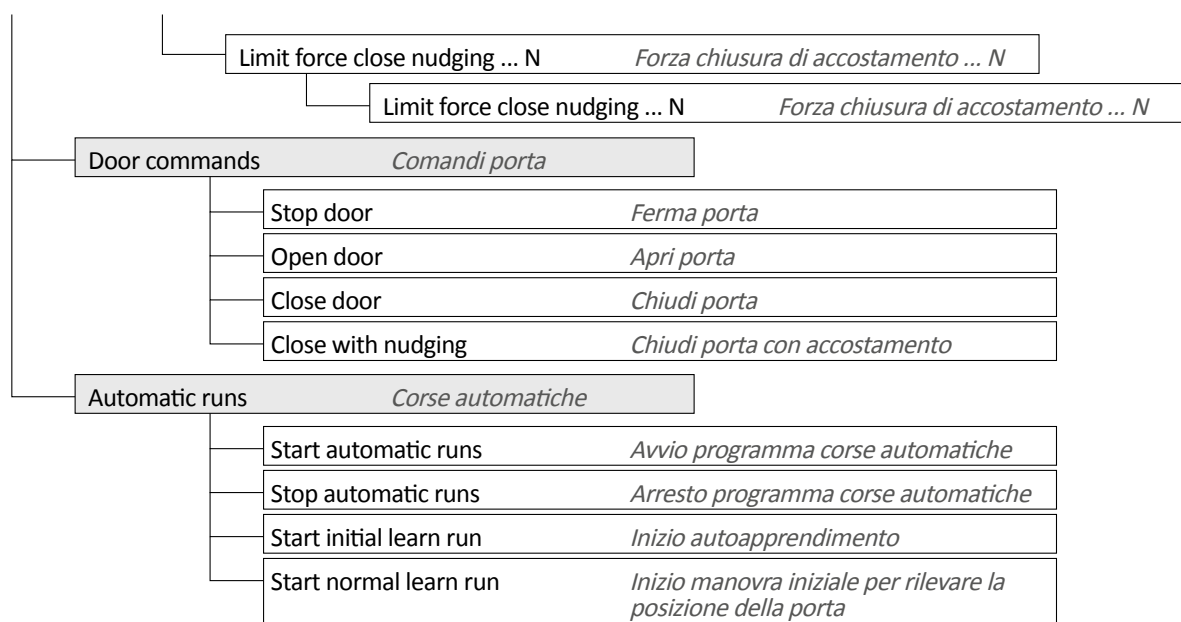 Limit force close nudging ... N Forza chiusura di accostamento ... N
Limit force close nudging ... N Forza chiusura di accostamento ... N
Door commands Comandi porta
Stop door Ferma porta
Open door Apri porta
Close door Chiudi porta
Close with nudging Chiudi porta con accostamento
Automatic runs Corse automatiche
Start automatic runs Avvio programma corse automatiche
Stop automatic runs Arresto programma corse automatiche
Start initial learn run Inizio autoapprendimento
Start normal learn run Inizio manovra iniziale per rilevare la
posizione della porta